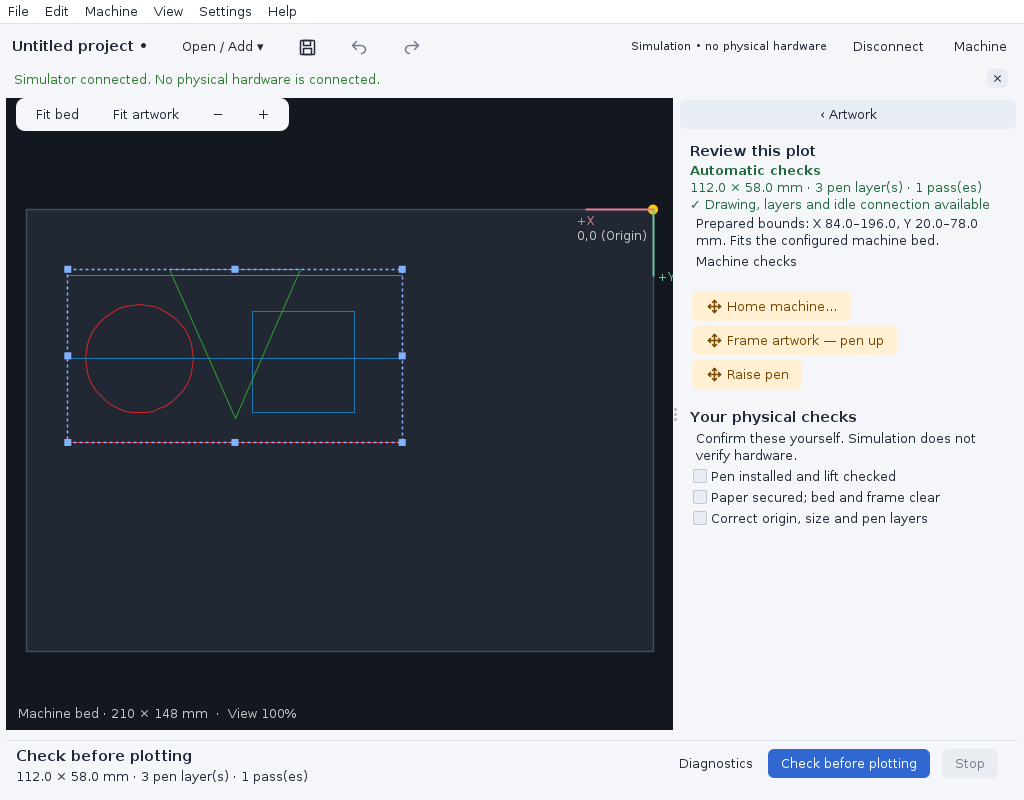 File Edit Machine View Settings Help
Untitled project • Open / Add ▾ Simulation • no physical hardware Disconnect Machine
Simulator connected. No physical hardware is connected. ✕
Fit bed Fit artwork − +
+X
0,0 (Origin)
+Y
Machine bed · 210 × 148 mm · View 100%
‹ Artwork
Review this plot
Automatic checks
112.0 × 58.0 mm · 3 pen layer(s) · 1 pass(es)
✓ Drawing, layers and idle connection available
Prepared bounds: X 84.0–196.0, Y 20.0–78.0
mm. Fits the configured machine bed.
Machine checks
Home machine…
Frame artwork — pen up
Raise pen
Your physical checks
Confirm these yourself. Simulation does not
verify hardware.
Pen installed and lift checked
Paper secured; bed and frame clear
Correct origin, size and pen layers
Check before plotting
112.0 × 58.0 mm · 3 pen layer(s) · 1 pass(es)
Diagnostics Check before plotting Stop